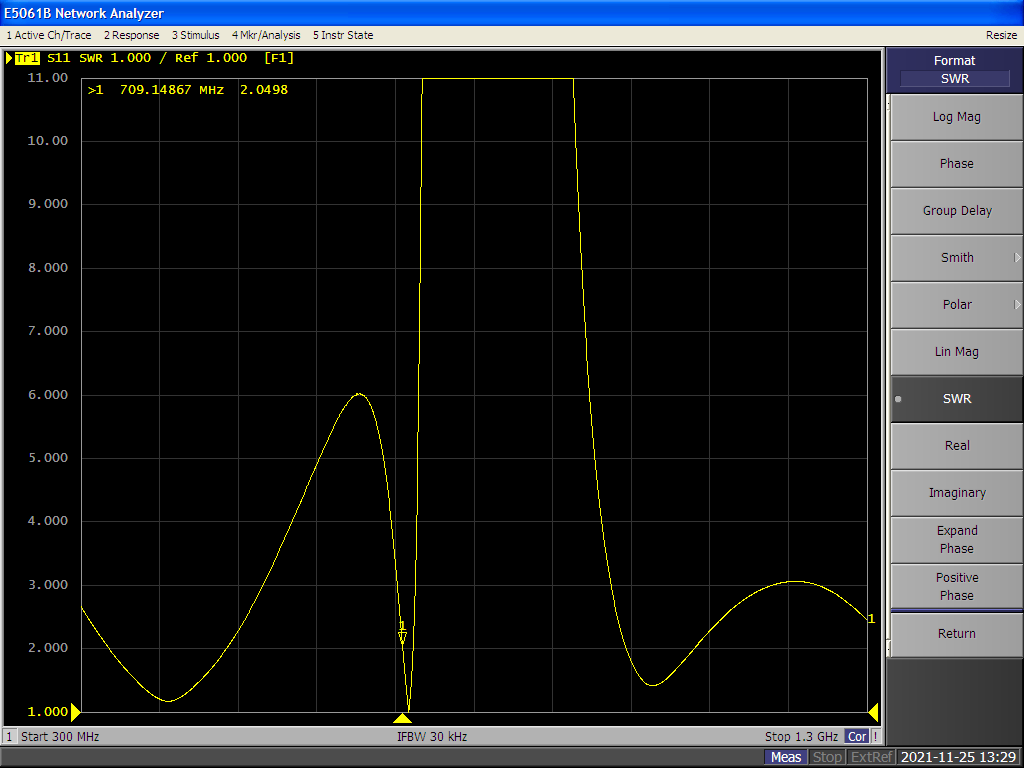 E5061B Network Analyzer
1 Active Ch/Trace 2 Response 3 Stimulus 4 Mkr/Analysis 5 Instr State Resize
Tr1 S11 SWR 1.000 / Ref 1.000 [F1]
>1 709.14867 MHz 2.0498
11.00
10.00
9.000
8.000
7.000
6.000
5.000
4.000
3.000
2.000
1.000
1
1
1 Start 300 MHz IFBW 30 kHz Stop 1.3 GHz Cor !
Format
SWR
Log Mag
Phase
Group Delay
Smith
Polar
Lin Mag
SWR
Real
Imaginary
Expand
Phase
Positive
Phase
Return
Meas Stop ExtRef 2021-11-25 13:29